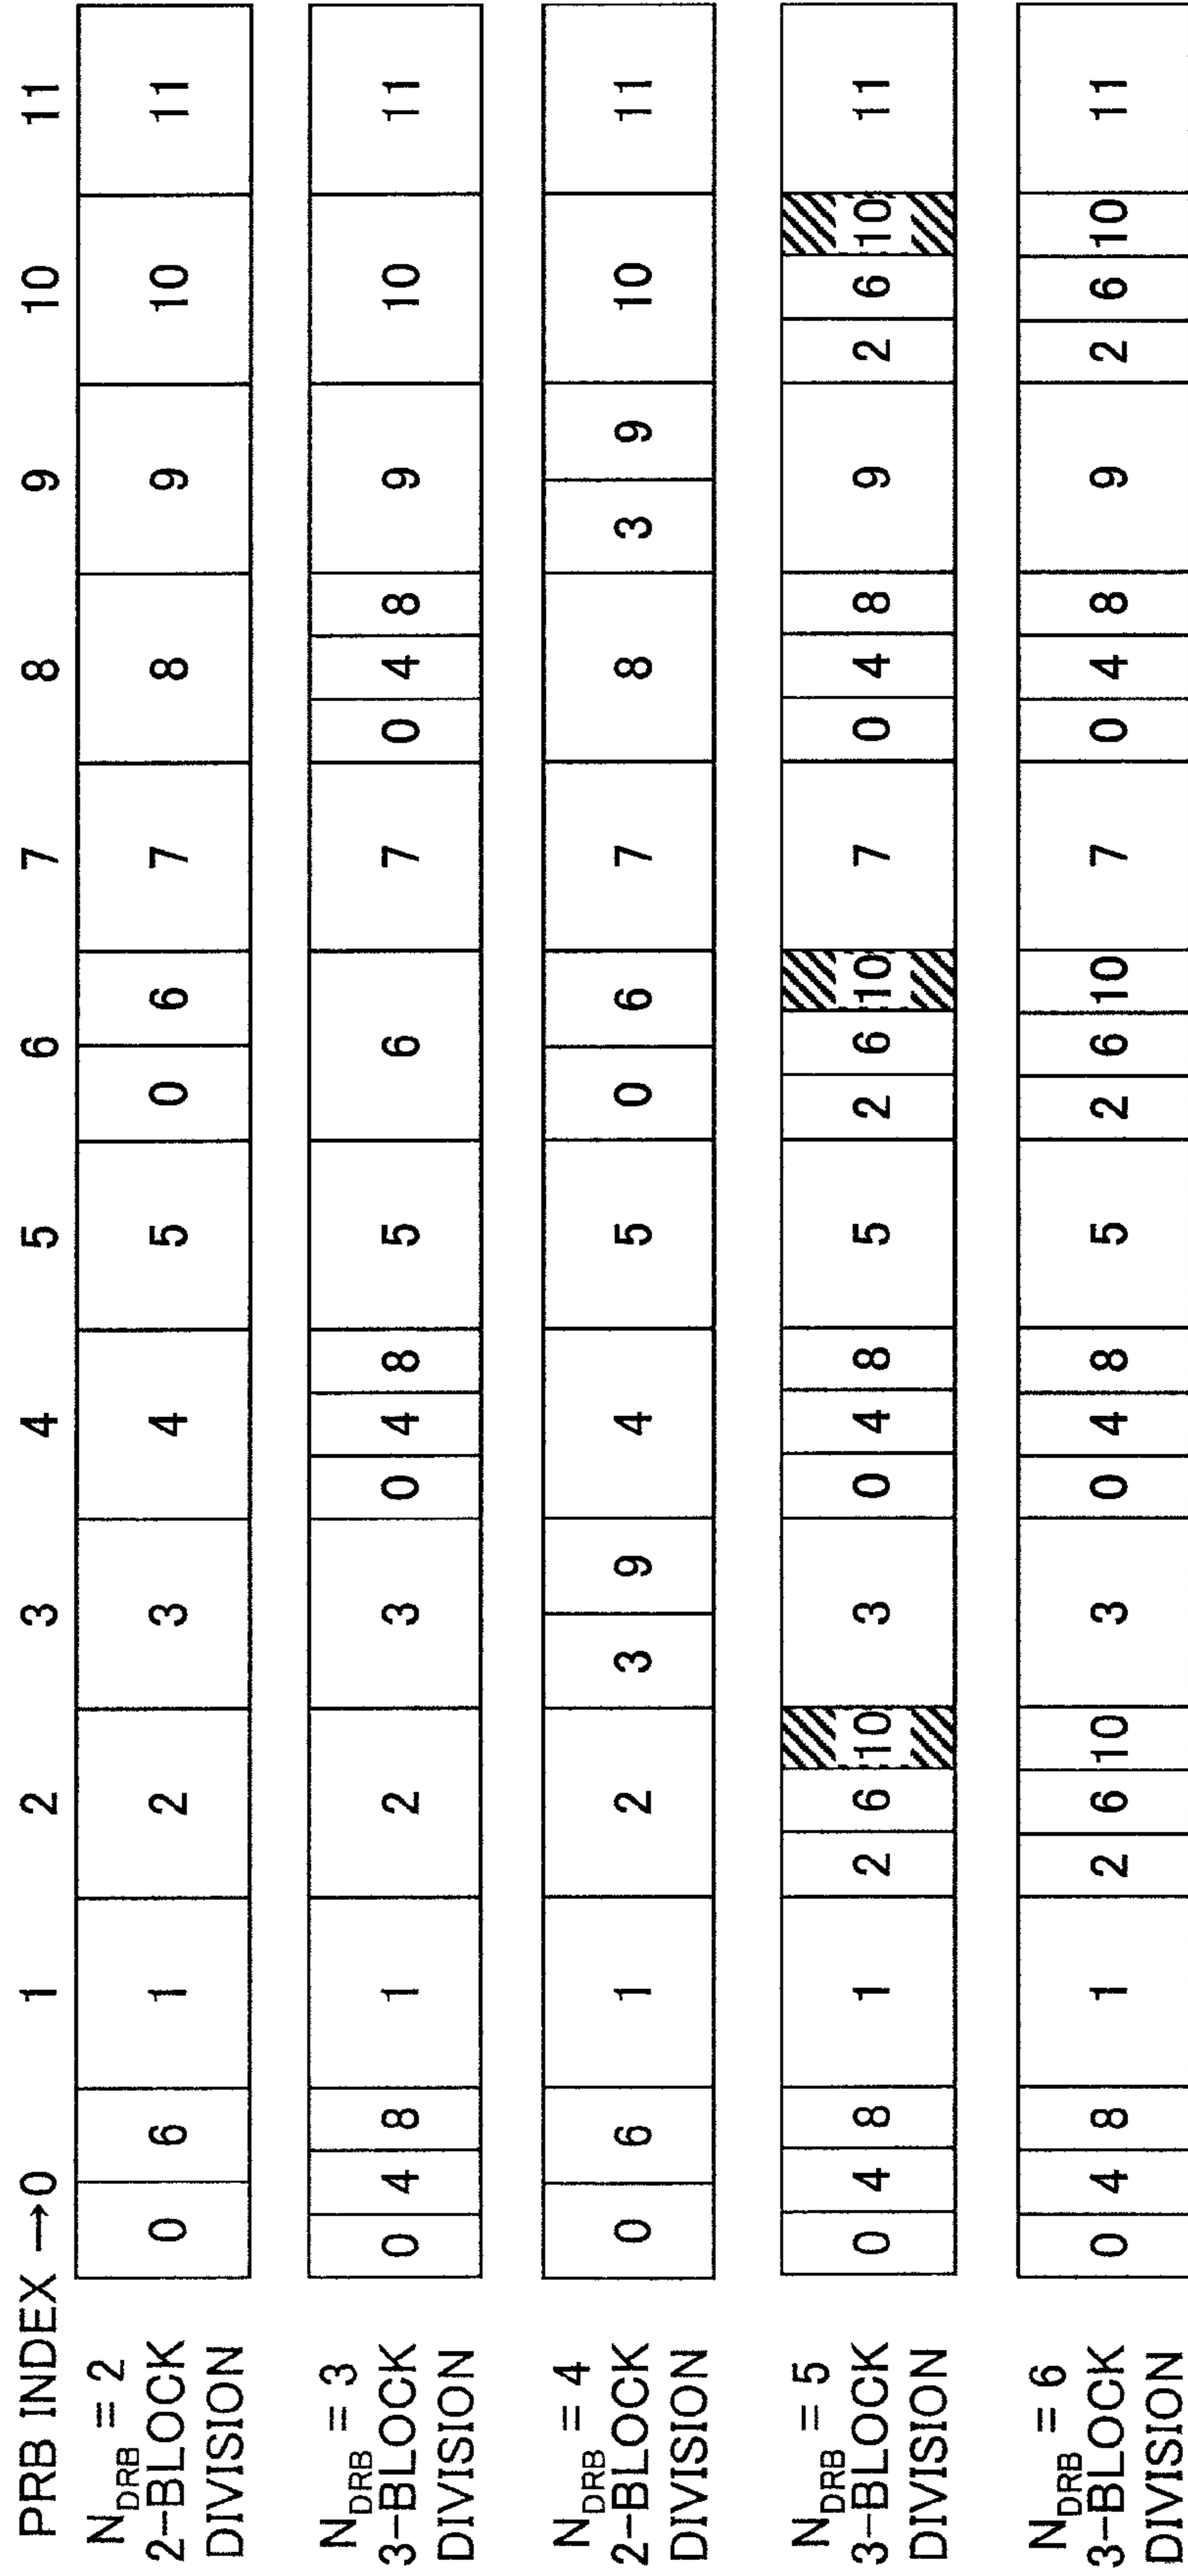 PRB INDEX →0 1 2 3 4 5 6 7 8 9 10 11
N_DRB = 2
2-BLOCK
DIVISION
0 6 1 2 3 4 5 0 6 7 8 9 10 11
N_DRB = 3
3-BLOCK
DIVISION
0 4 8 1 2 3 0 4 8 5 6 7 0 4 8 9 10 11
N_DRB = 4
2-BLOCK
DIVISION
0 6 1 2 3 9 4 5 0 6 7 8 3 9 10 11
N_DRB = 5
3-BLOCK
DIVISION
0 4 8 1 2 6 10 3 0 4 8 5 2 6 10 7 0 4 8 9 2 6 10 11
N_DRB = 6
3-BLOCK
DIVISION
0 4 8 1 2 6 10 3 0 4 8 5 2 6 10 7 0 4 8 9 2 6 10 11